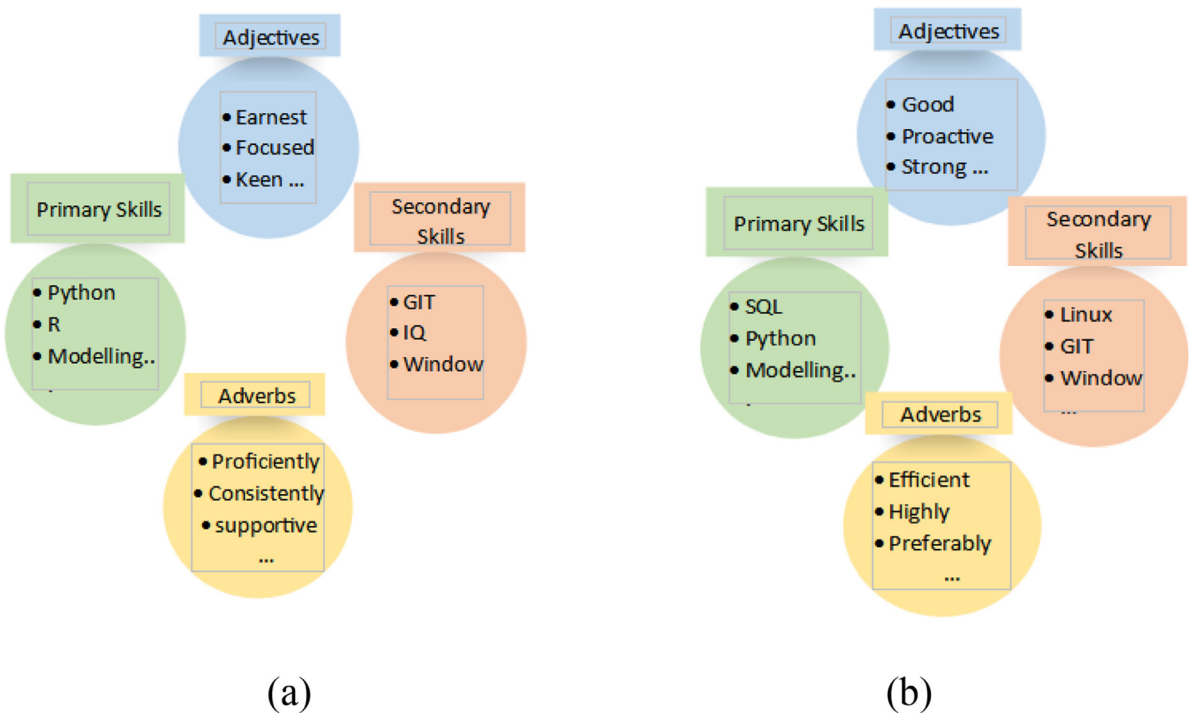 Adjectives
• Earnest
• Focused
• Keen ...
Primary Skills
• Python
• R
• Modelling..
.
Secondary
Skills
• GIT
• IQ
• Window
Adverbs
• Proficiently
• Consistently
• supportive
...
(a)
Adjectives
• Good
• Proactive
• Strong ...
Primary Skills
• SQL
• Python
• Modelling..
.
Secondary
Skills
• Linux
• GIT
• Window
...
Adverbs
• Efficient
• Highly
• Preferably
...
(b)